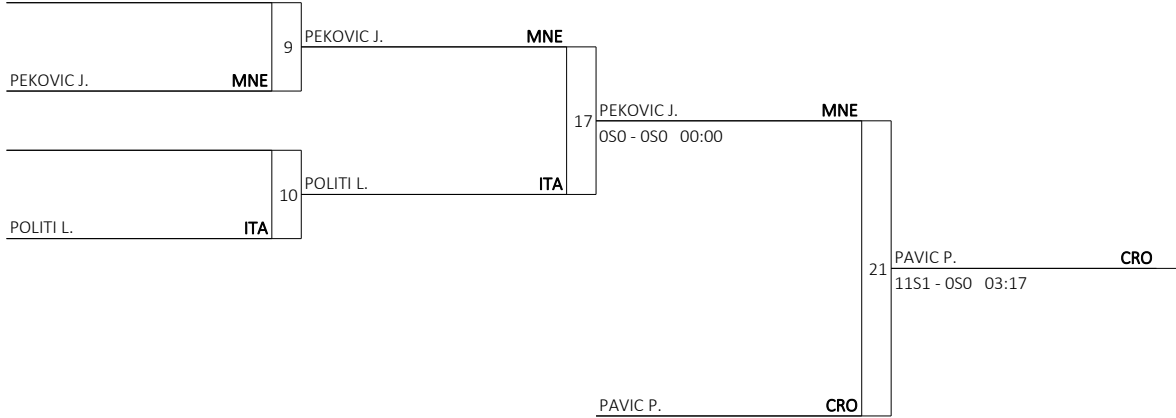 9
PEKOVIC J. MNE
PEKOVIC J. MNE
17
PEKOVIC J. MNE
0S0 - 0S0 00:00
10
POLITI L. ITA
POLITI L. ITA
21
PAVIC P. CRO
11S1 - 0S0 03:17
PAVIC P. CRO